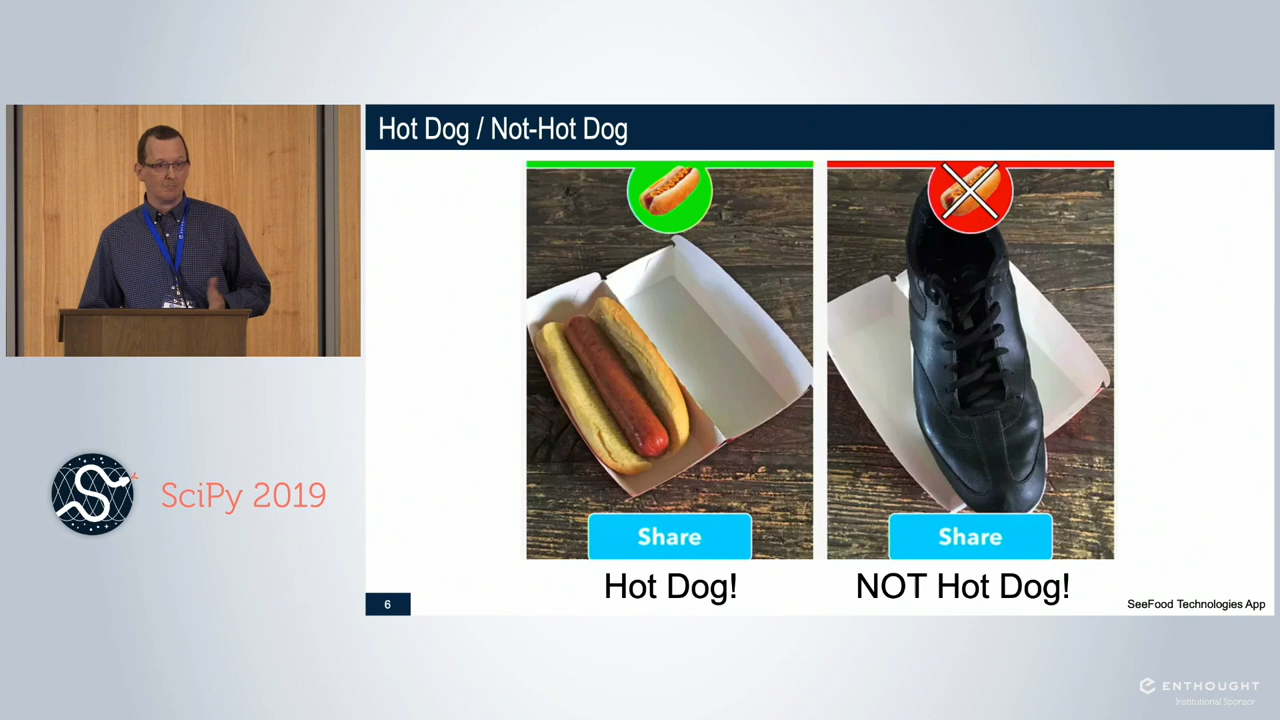 Hot Dog / Not-Hot Dog
Share
Share
Hot Dog!
NOT Hot Dog!
6
SeeFood Technologies App
SciPy 2019
ENTHOUGHT
Institutional Sponsor